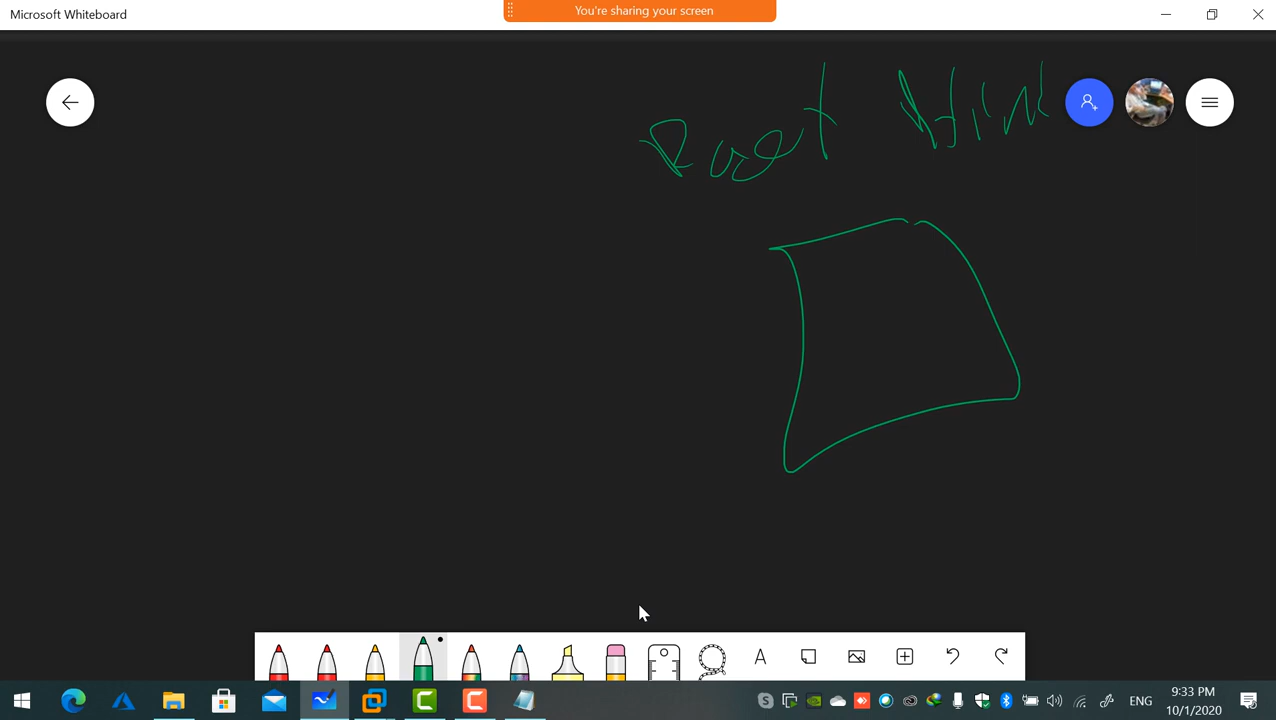 Microsoft Whiteboard
You're sharing your screen
Root
A
ENG
9:33 PM
10/1/2020